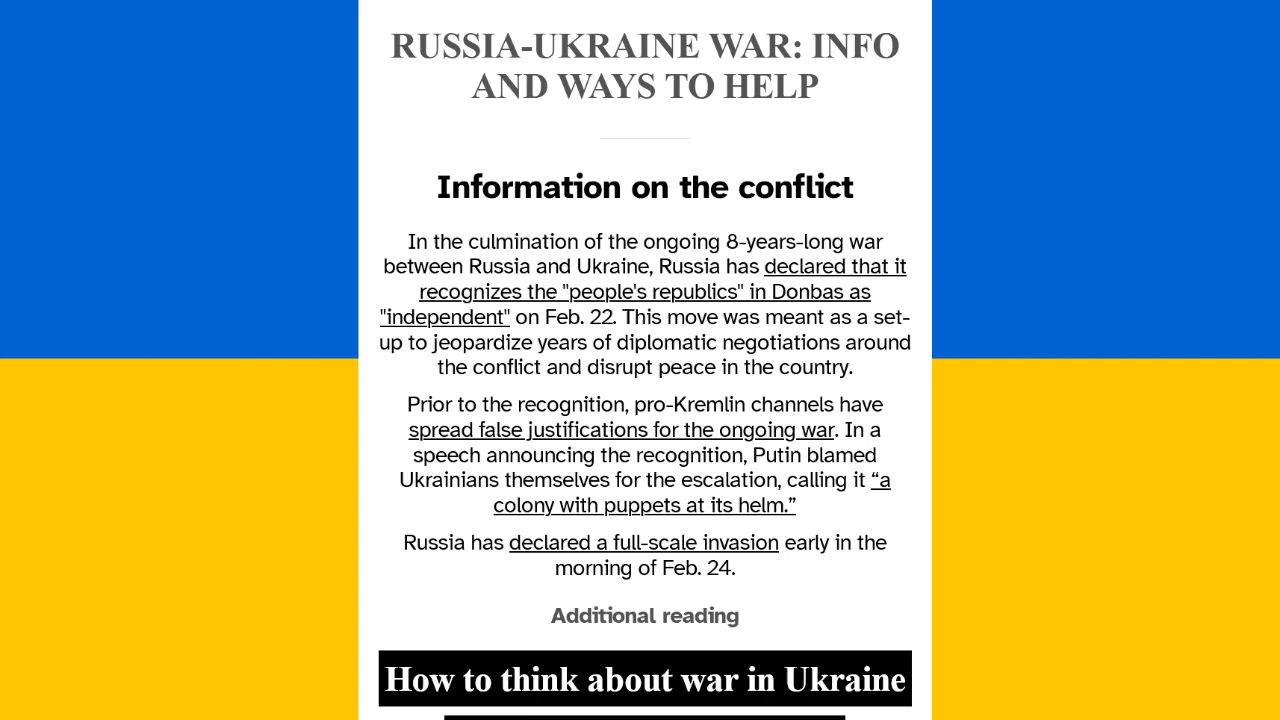 RUSSIA-UKRAINE WAR: INFO
AND WAYS TO HELP
Information on the conflict
In the culmination of the ongoing 8-years-long war
between Russia and Ukraine, Russia has declared that it
recognizes the "people's republics" in Donbas as
"independent" on Feb. 22. This move was meant as a set-
up to jeopardize years of diplomatic negotiations around
the conflict and disrupt peace in the country.
Prior to the recognition, pro-Kremlin channels have
spread false justifications for the ongoing war. In a
speech announcing the recognition, Putin blamed
Ukrainians themselves for the escalation, calling it “a
colony with puppets at its helm.”
Russia has declared a full-scale invasion early in the
morning of Feb. 24.
Additional reading
How to think about war in Ukraine